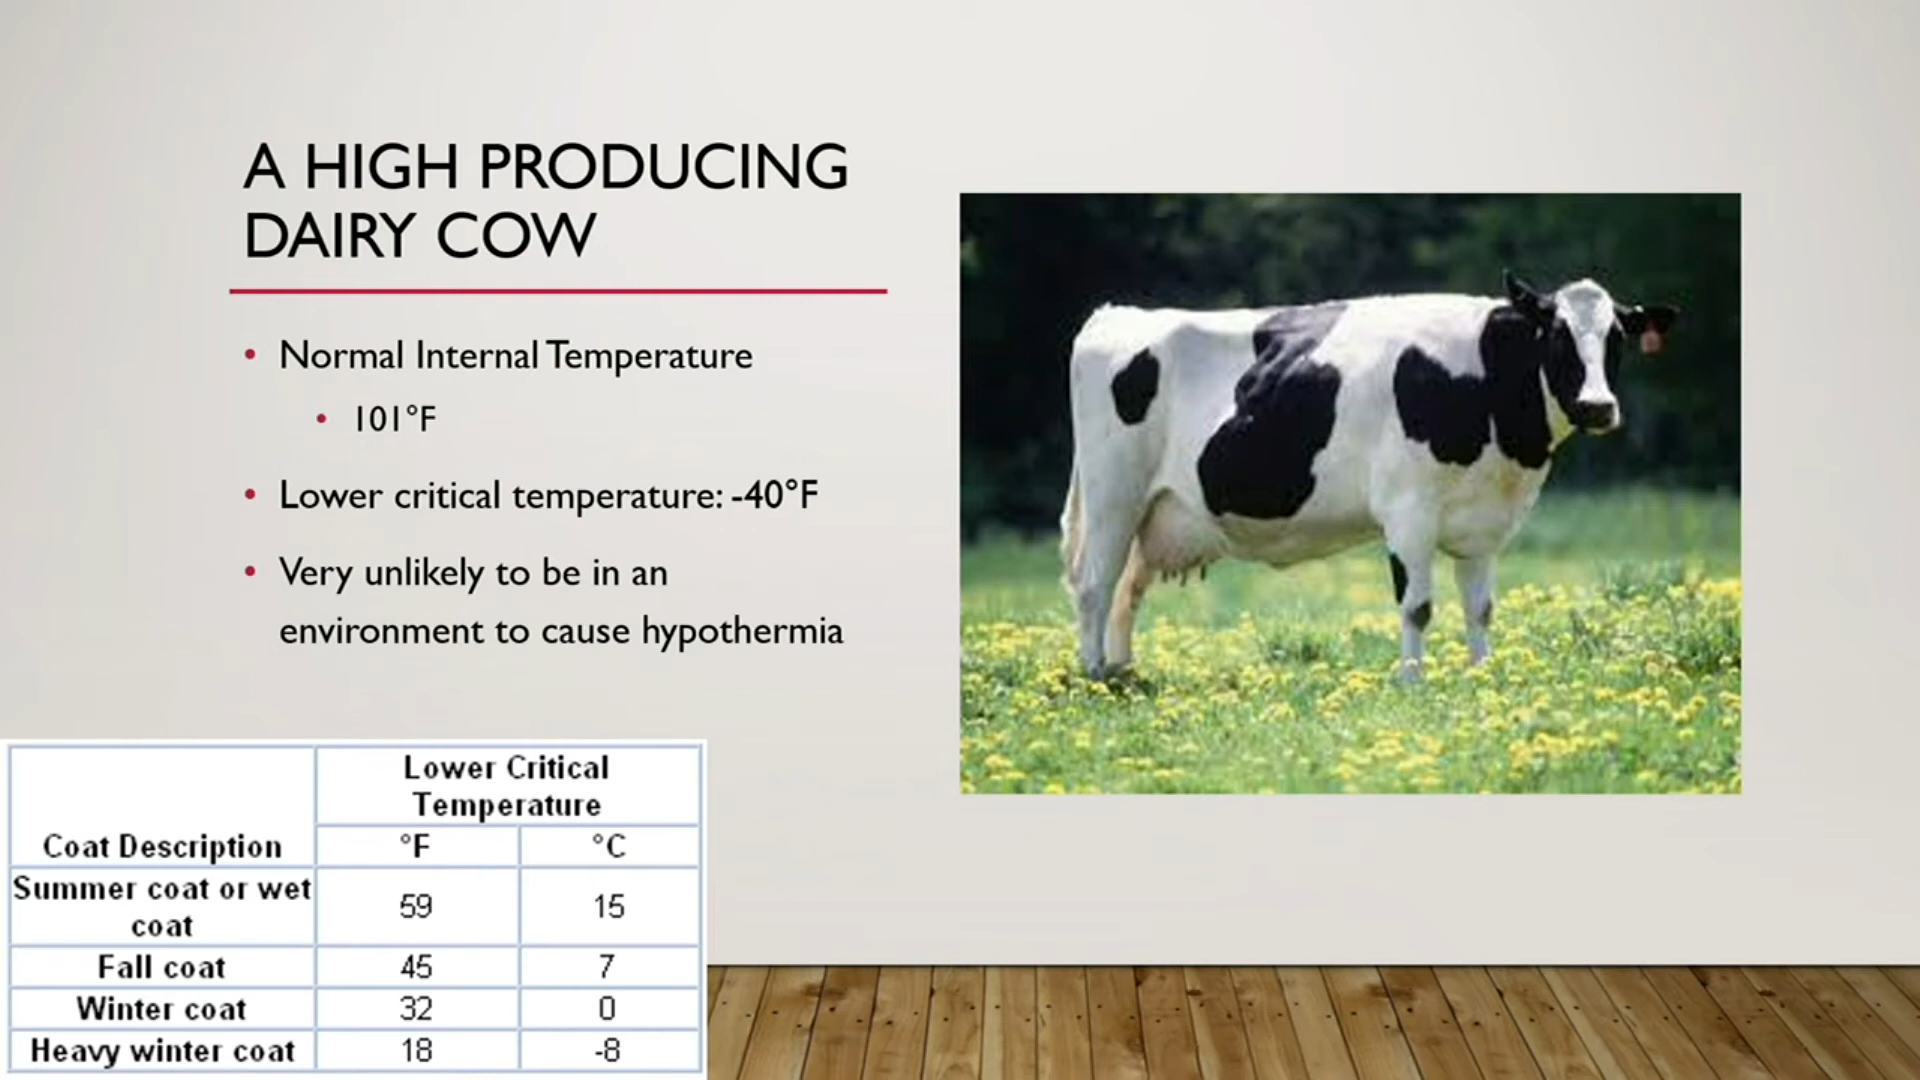 A HIGH PRODUCING
DAIRY COW
• Normal Internal Temperature
• 101°F
• Lower critical temperature: -40°F
• Very unlikely to be in an
environment to cause hypothermia
Lower Critical
Temperature
Coat Description °F °C
Summer coat or wet
coat 59 15
Fall coat 45 7
Winter coat 32 0
Heavy winter coat 18 -8